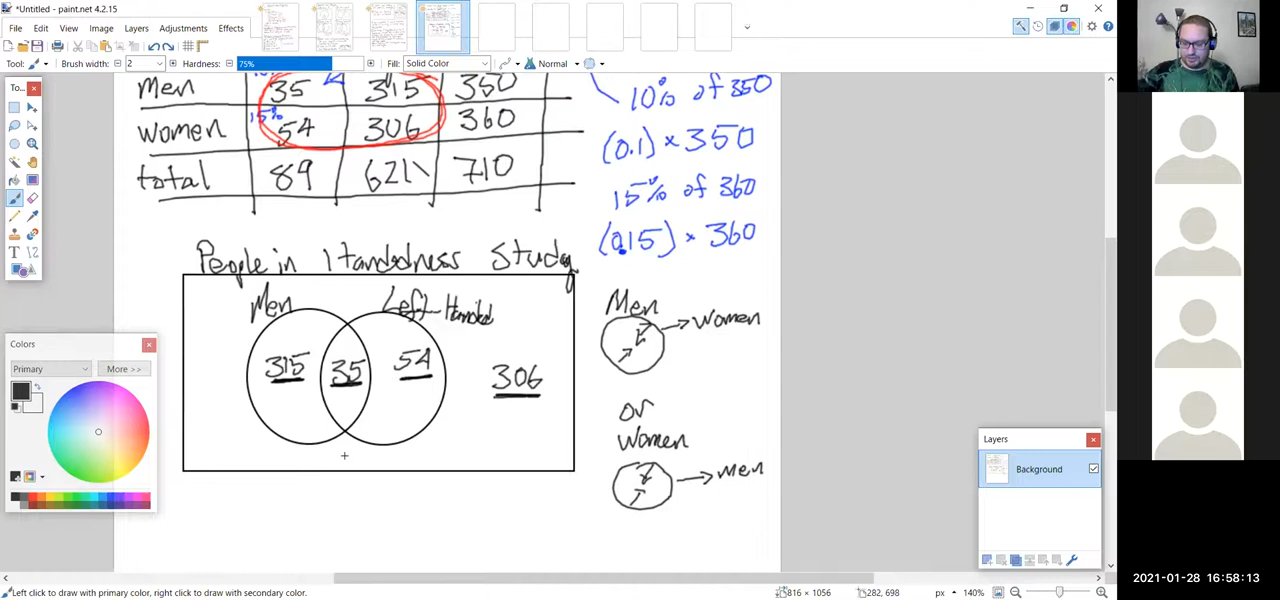 *Untitled - paint.net 4.2.15
File Edit View Image Layers Adjustments Effects
Tool: Brush width: 2 Hardness: 75% Fill: Solid Color Normal
To...
men 35 315 350
15%
women 54 306 360
total 89 621 710
10% of 350
(0.1) × 350
15% of 360
(0.15) × 360
People in Handedness Study
Men Left-Handed
315 35 54 306
Men
→ Women
or
Women
→ men
Colors
Primary More >>
Layers
Background
Left click to draw with primary color, right click to draw with secondary color.
816 × 1056 282, 698 px 140%
2021-01-28 16:58:13